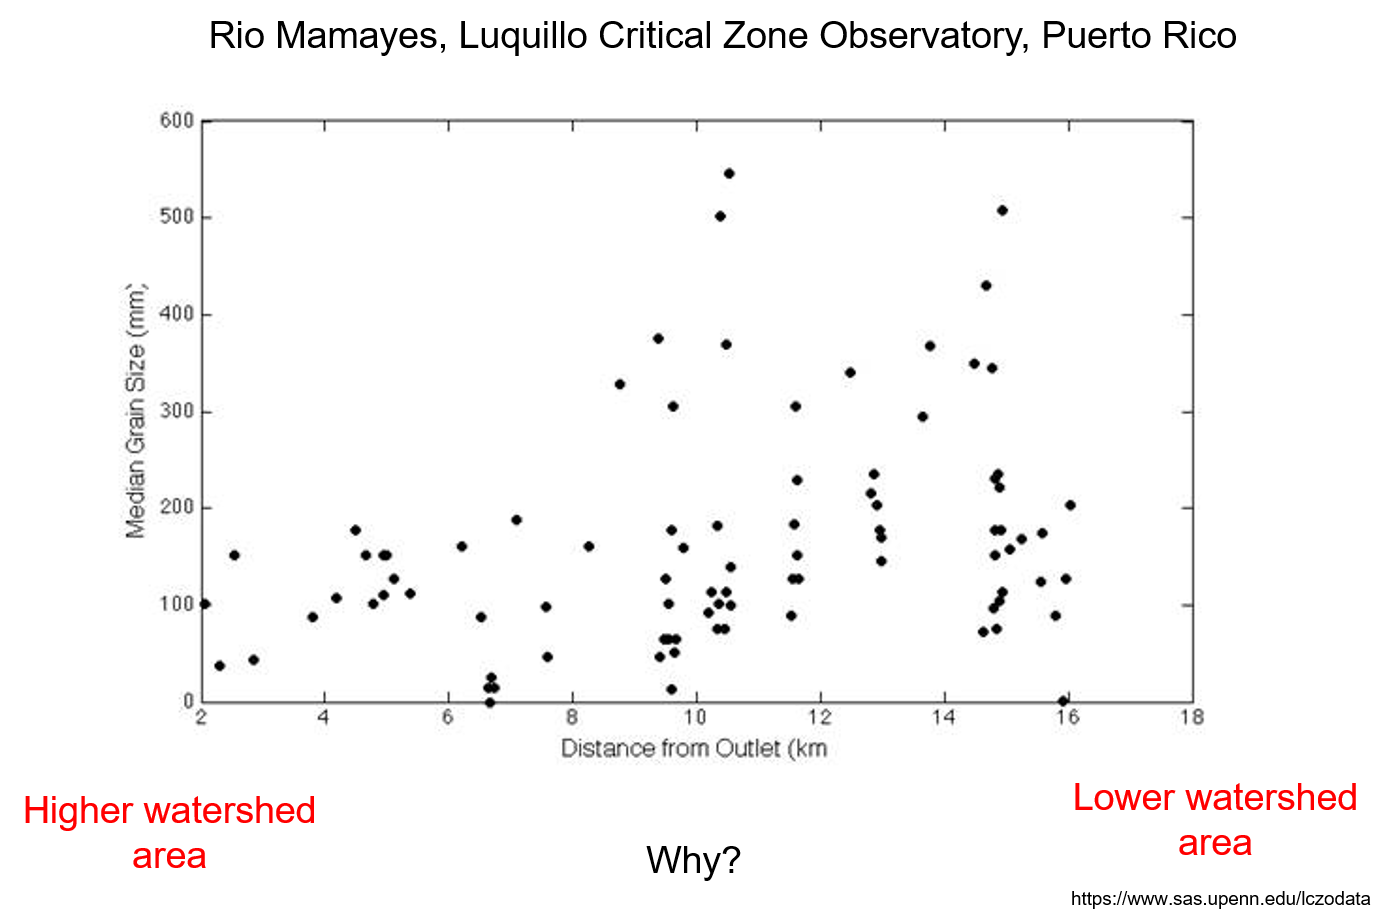 Rio Mamayes, Luquillo Critical Zone Observatory, Puerto Rico
600
500
400
300
200
100
0
Median Grain Size (mm)
2 4 6 8 10 12 14 16 18
Distance from Outlet (km
Higher watershed
area
Lower watershed
area
Why?
https://www.sas.upenn.edu/lczodata